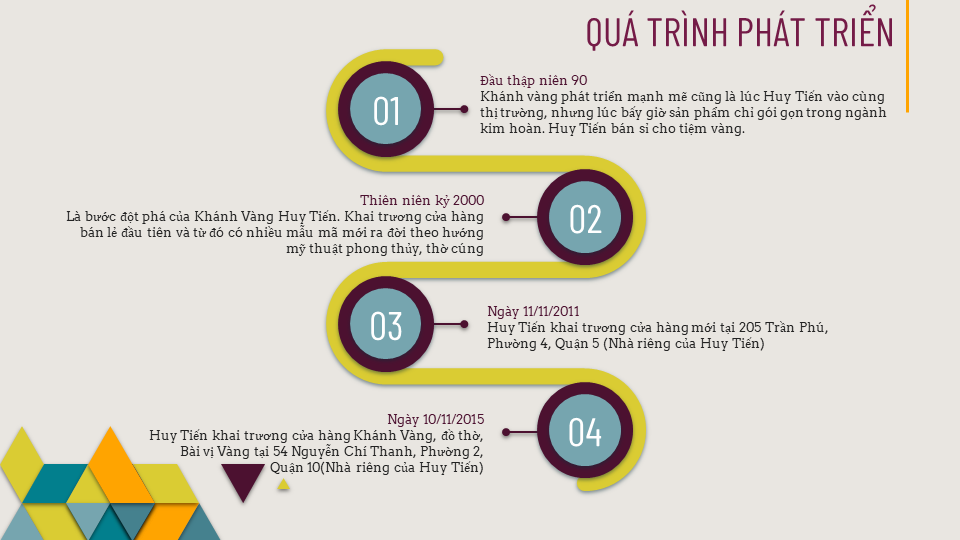 QUÁ TRÌNH PHÁT TRIỂN
01
Đầu thập niên 90
Khánh vàng phát triển mạnh mẽ cũng là lúc Huy Tiến vào cùng
thị trường, nhưng lúc bấy giờ sản phẩm chỉ gói gọn trong ngành
kim hoàn. Huy Tiến bán sỉ cho tiệm vàng.
02
Thiên niên kỷ 2000
Là bước đột phá của Khánh Vàng Huy Tiến. Khai trương cửa hàng
bán lẻ đầu tiên và từ đó có nhiều mẫu mã mới ra đời theo hướng
mỹ thuật phong thủy, thờ cúng
03
Ngày 11/11/2011
Huy Tiến khai trương cửa hàng mới tại 205 Trần Phú,
Phường 4, Quận 5 (Nhà riêng của Huy Tiến)
04
Ngày 10/11/2015
Huy Tiến khai trương cửa hàng Khánh Vàng, đồ thờ,
Bài vị Vàng tại 54 Nguyễn Chí Thanh, Phường 2,
Quận 10(Nhà riêng của Huy Tiến)